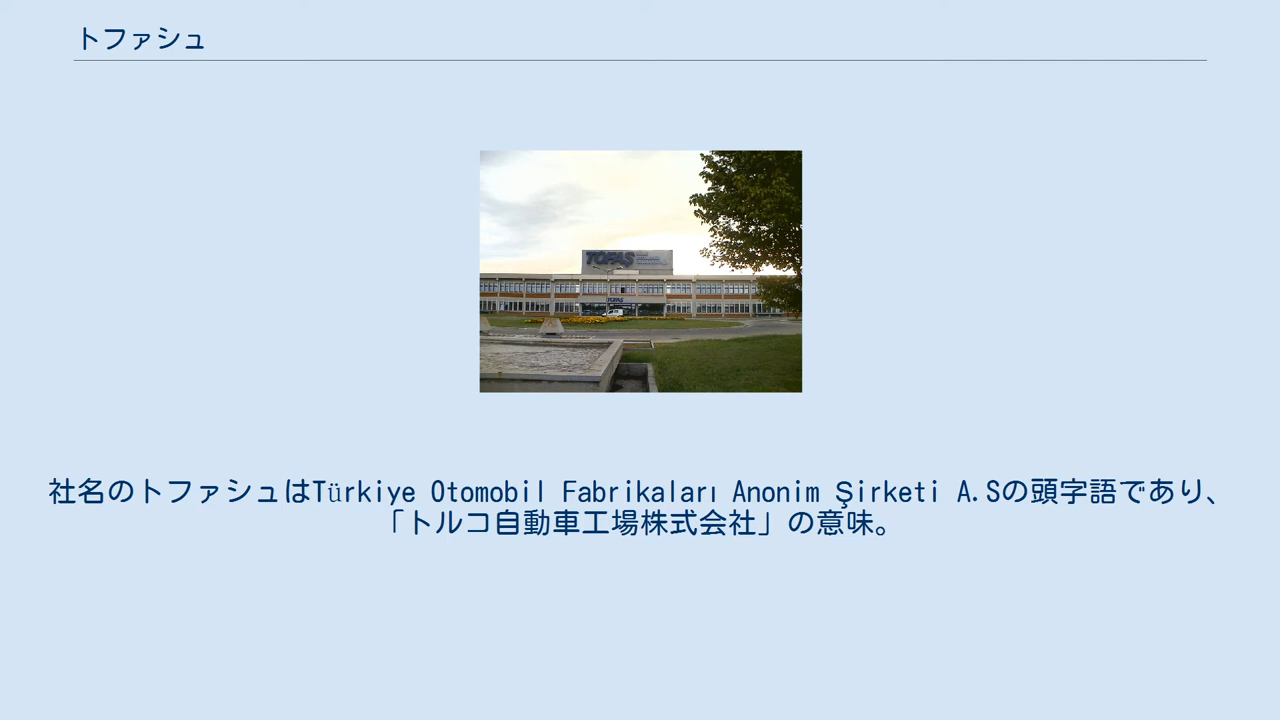 トファシュ
TOFAŞ
TOFAŞ
社名のトファシュはTürkiye Otomobil Fabrikaları Anonim Şirketi A.Sの頭字語であり、
「トルコ自動車工場株式会社」の意味。